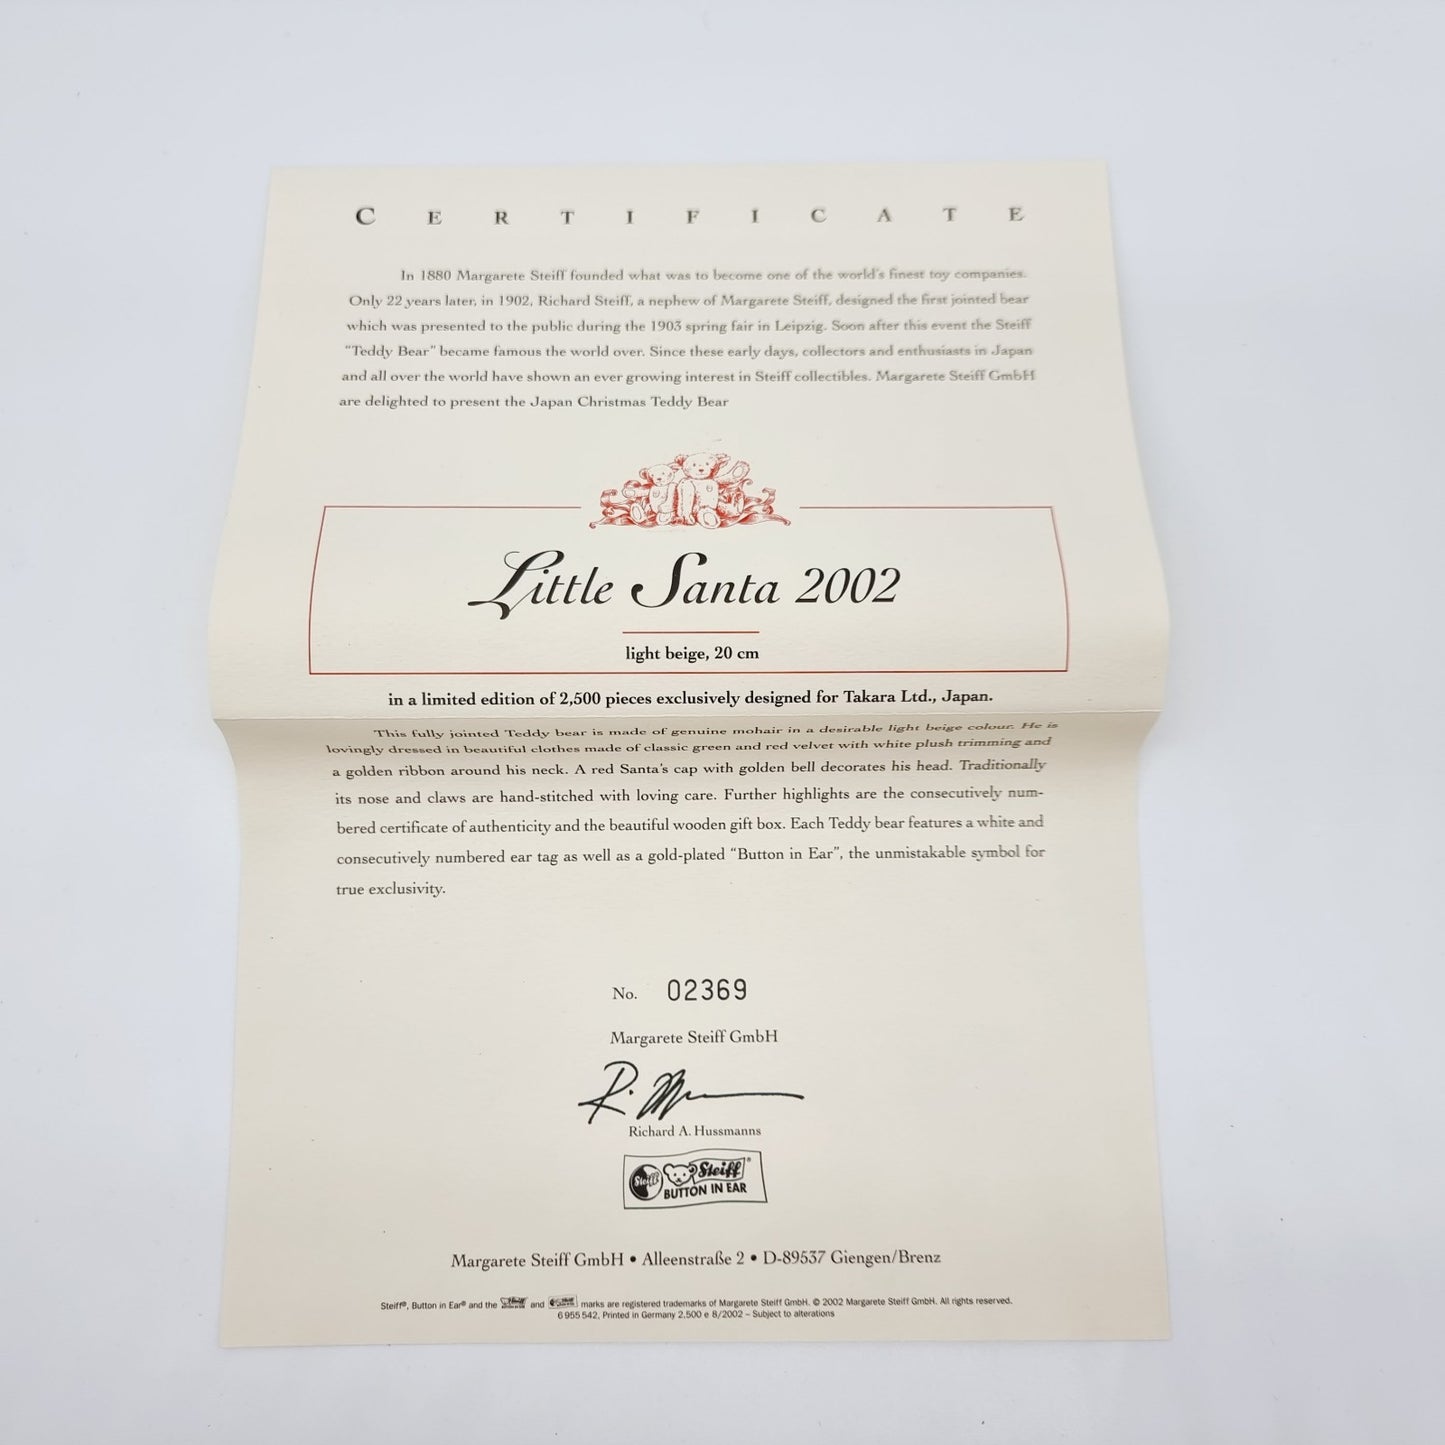 CERTIFICATE
In 1880 Margarete Steiff founded what was to become one of the world's finest toy companies.
Only 22 years later, in 1902, Richard Steiff, a nephew of Margarete Steiff, designed the first jointed bear
which was presented to the public during the 1903 spring fair in Leipzig. Soon after this event the Steiff
“Teddy Bear” became famous the world over. Since these early days, collectors and enthusiasts in Japan
and all over the world have shown an ever growing interest in Steiff collectibles. Margarete Steiff GmbH
are delighted to present the Japan Christmas Teddy Bear
Little Santa 2002
light beige, 20 cm
in a limited edition of 2,500 pieces exclusively designed for Takara Ltd., Japan.
This fully jointed Teddy bear is made of genuine mohair in a desirable light beige colour. He is
lovingly dressed in beautiful clothes made of classic green and red velvet with white plush trimming and
a golden ribbon around his neck. A red Santa's cap with golden bell decorates his head. Traditionally
its nose and claws are hand-stitched with loving care. Further highlights are the consecutively num-
bered certificate of authenticity and the beautiful wooden gift box. Each Teddy bear features a white and
consecutively numbered ear tag as well as a gold-plated “Button in Ear”, the unmistakable symbol for
true exclusivity.
No. 02369
Margarete Steiff GmbH
Richard A. Hussmanns
Steiff Steiff®
BUTTON IN EAR
Margarete Steiff GmbH • Alleenstraße 2 • D-89537 Giengen/Brenz
Steiff®, Button in Ear® and the and marks are registered trademarks of Margarete Steiff GmbH. © 2002 Margarete Steiff GmbH. All rights reserved.
6 955 542, Printed in Germany 2,500 e 8/2002 – Subject to alterations